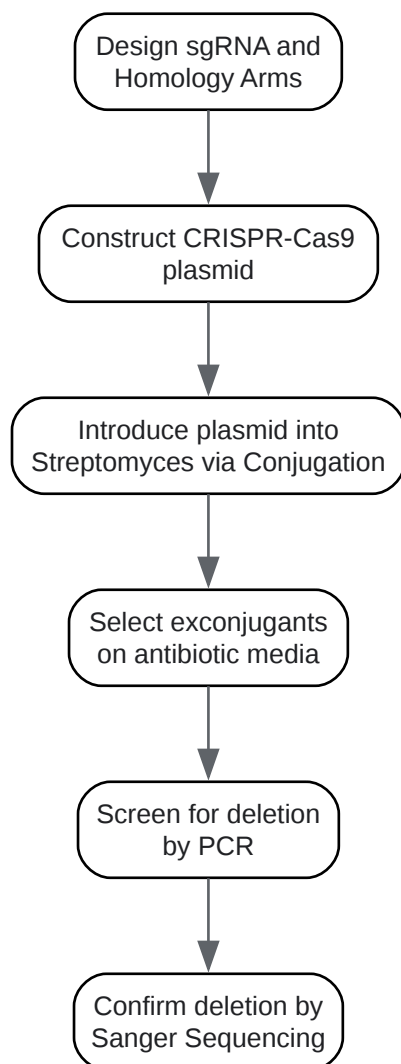 Design sgRNA and
Homology Arms
Construct CRISPR-Cas9
plasmid
Introduce plasmid into
Streptomyces via Conjugation
Select exconjugants
on antibiotic media
Screen for deletion
by PCR
Confirm deletion by
Sanger Sequencing